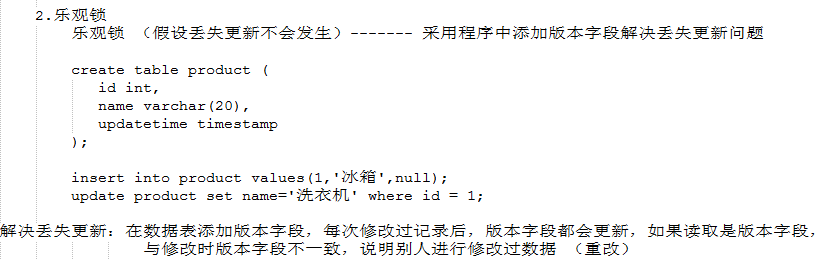 2.乐观锁
乐观锁 （假设丢失更新不会发生）------- 采用程序中添加版本字段解决丢失更新问题
create table product (
id int,
name varchar(20),
updatetime timestamp
);
insert into product values(1,'冰箱',null);
update product set name='洗衣机' where id = 1;
解决丢失更新：在数据表添加版本字段，每次修改过记录后，版本字段都会更新，如果读取是版本字段，
与修改时版本字段不一致，说明别人进行修改过数据 （重改）